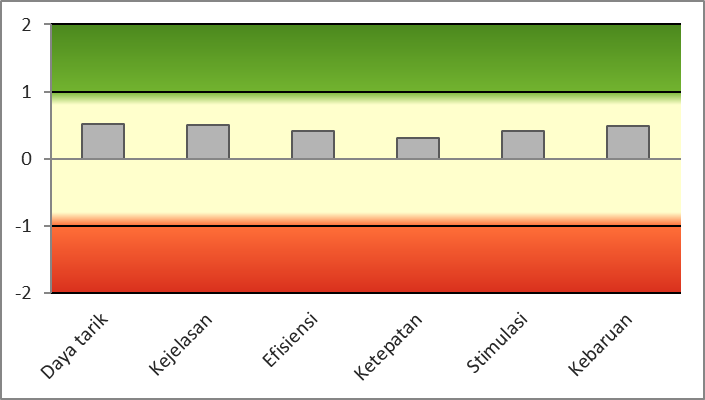 2
1
0
-1
-2
Daya tarik
Kejelasan
Efisiensi
Ketepatan
Stimulasi
Kebaruan